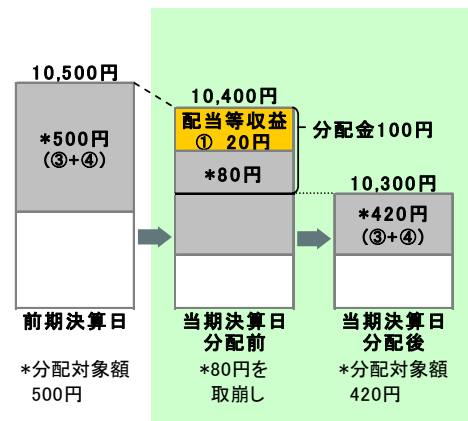 10,500円
*500円
(③+④)
前期決算日
*分配対象額
500円
10,400円
配当等収益
① 20円
*80円
分配金100円
当期決算日
分配前
*80円を
取崩し
10,300円
*420円
(③+④)
当期決算日
分配後
*分配対象額
420円